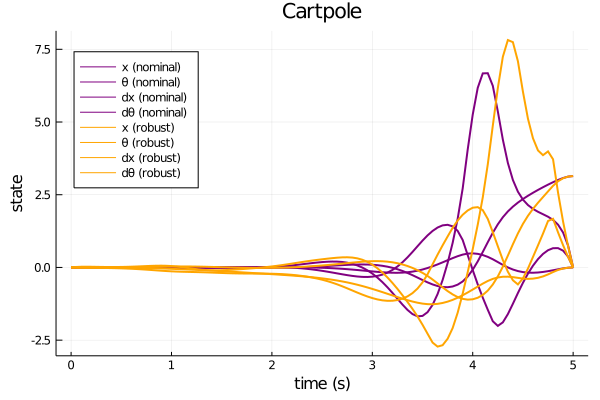 Cartpole
7.5
5.0
2.5
0.0
-2.5
state
x (nominal)
θ (nominal)
dx (nominal)
dθ (nominal)
x (robust)
θ (robust)
dx (robust)
dθ (robust)
0 1 2 3 4 5
time (s)